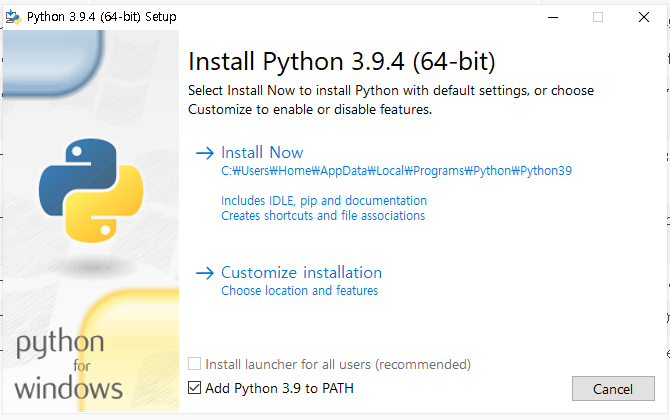 Python 3.9.4 (64-bit) Setup
Install Python 3.9.4 (64-bit)
Select Install Now to install Python with default settings, or choose
Customize to enable or disable features.
Install Now
C:₩Users₩Home₩AppData₩Local₩Programs₩Python₩Python39
Includes IDLE, pip and documentation
Creates shortcuts and file associations
Customize installation
Choose location and features
python
for
windows
Install launcher for all users (recommended)
Add Python 3.9 to PATH
Cancel